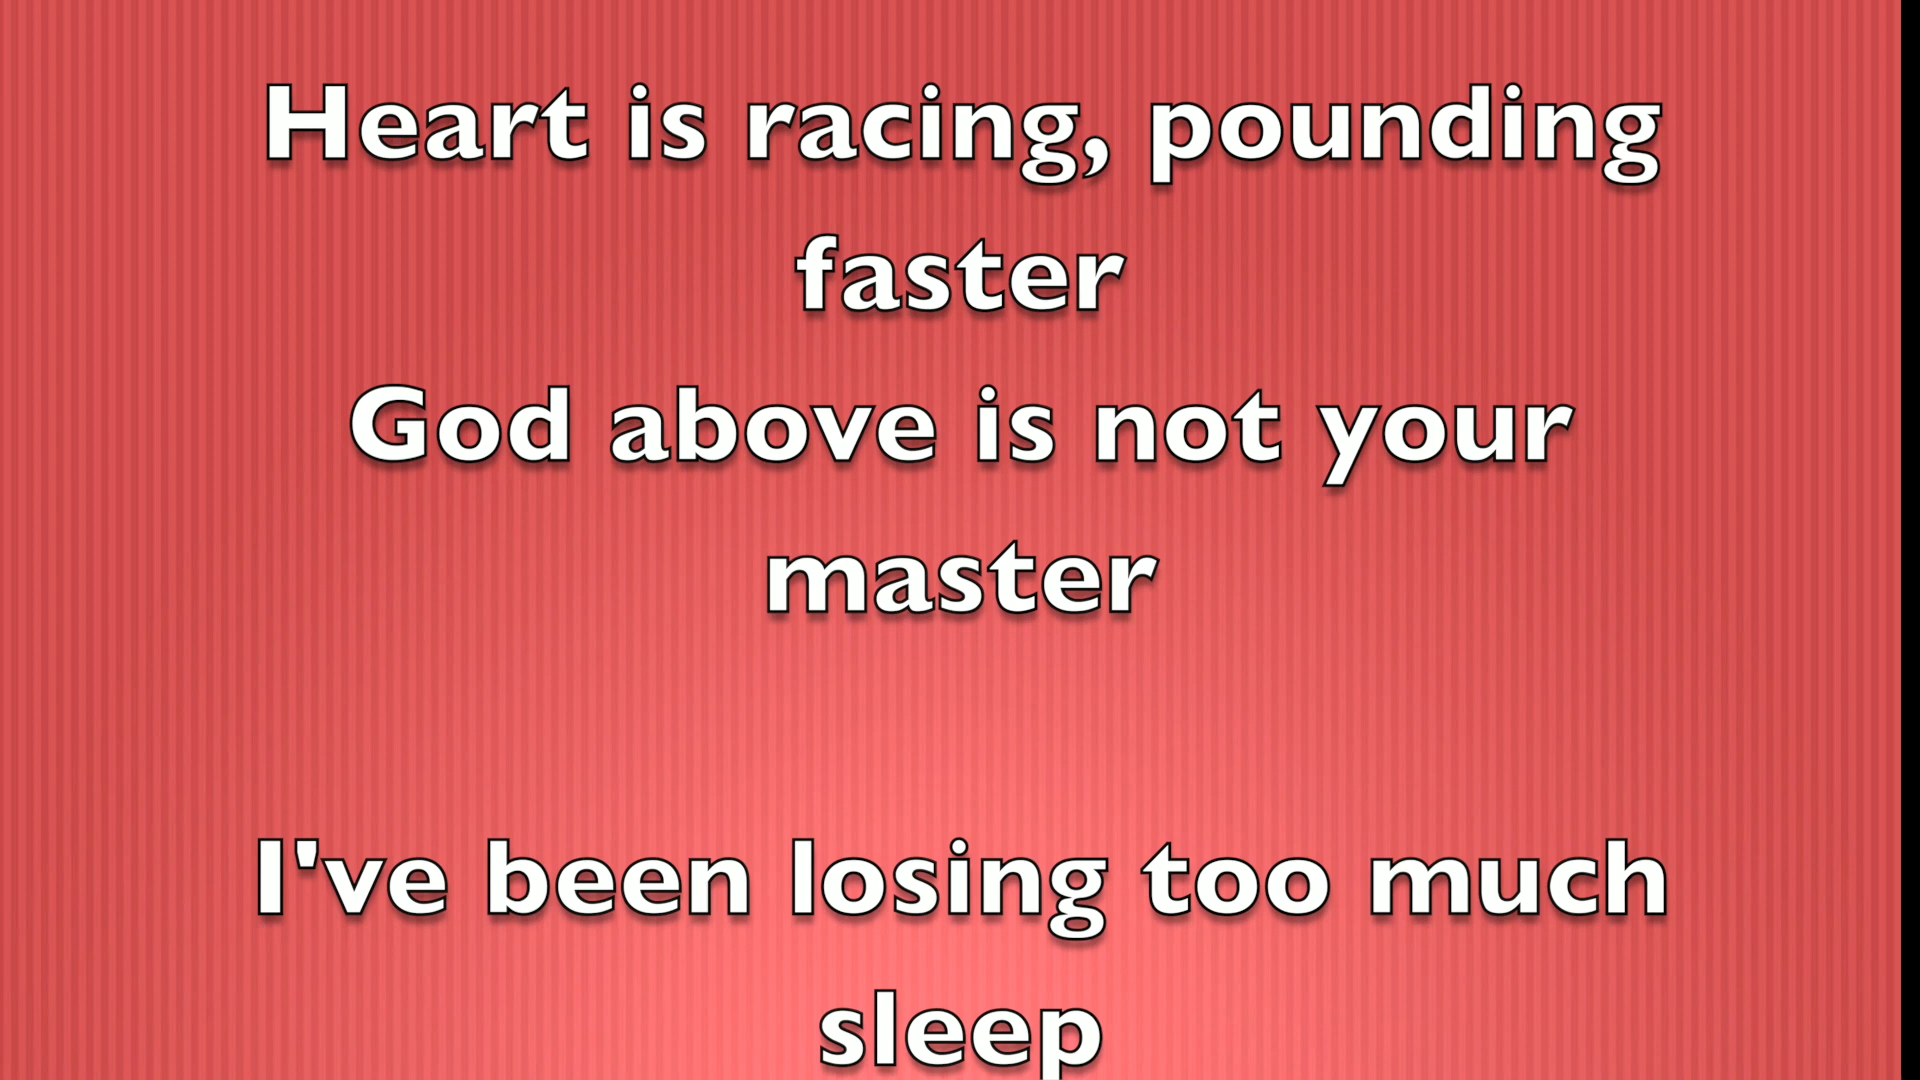 Heart is racing, pounding
faster
God above is not your
master
I've been losing too much
sleep